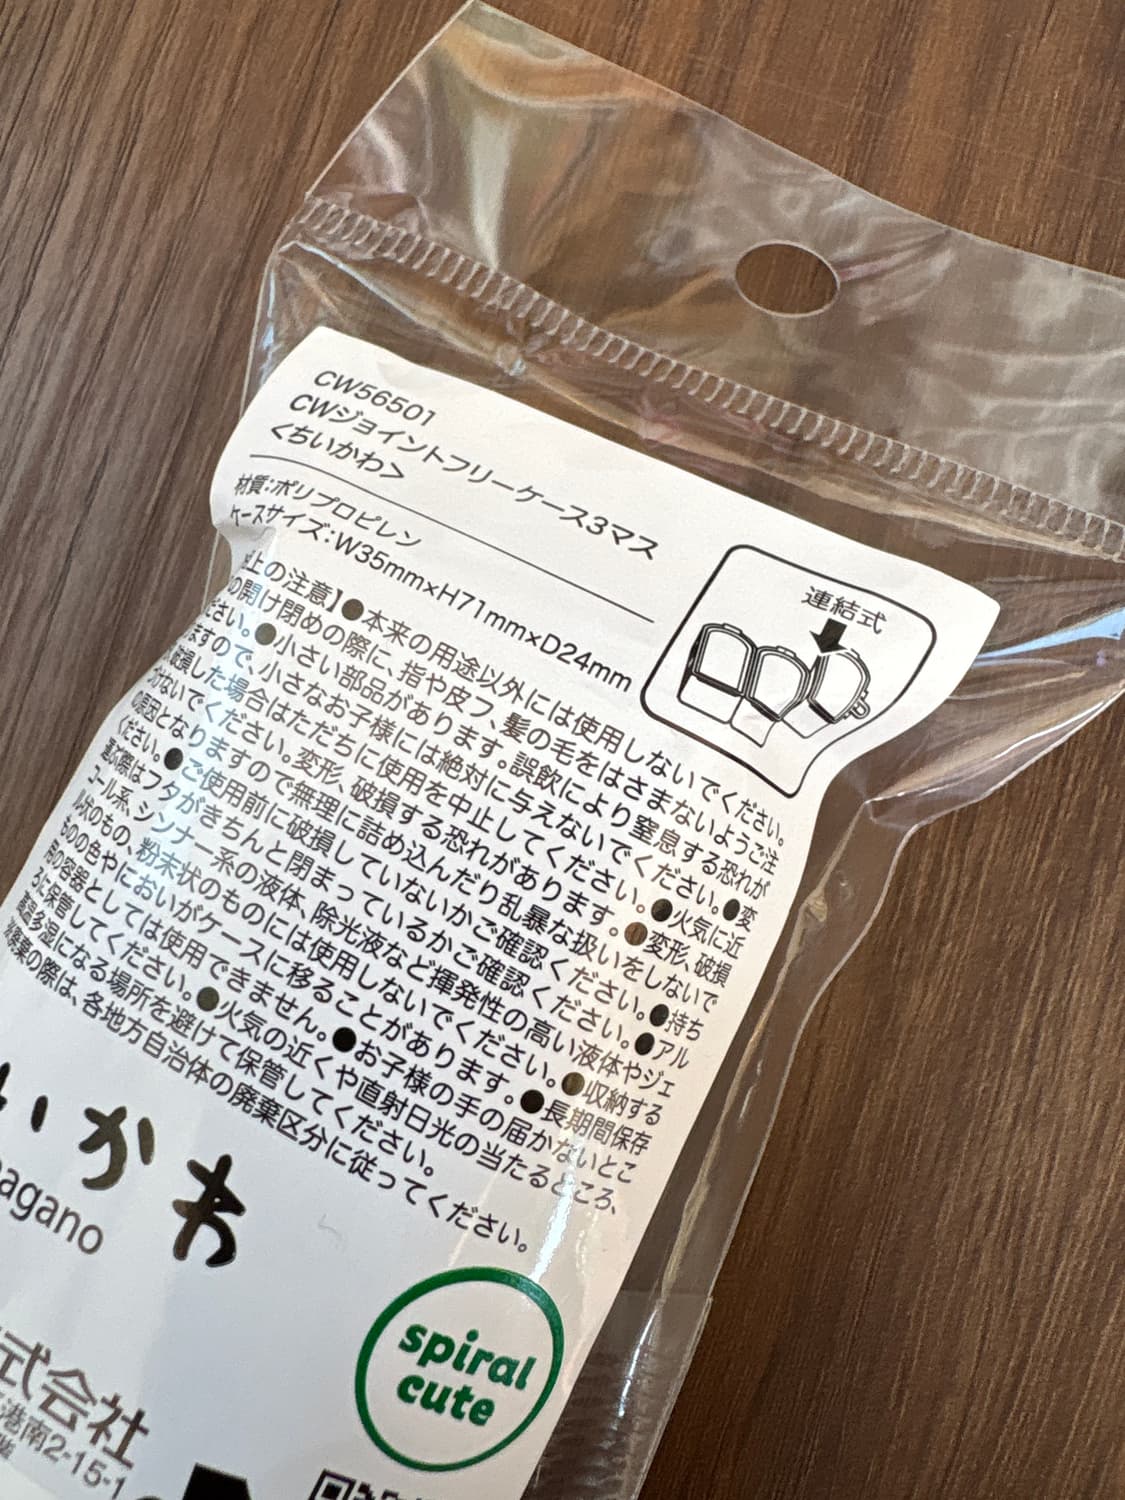 CW56501
CWジョイントフリーケース3マス
<ちいかわ>
材質:ポリプロピレン
ケースサイズ:W35mm×H71mm×D24mm
連結式
上の注意】●本来の用途以外には使用しないでください。
の開け閉めの際に、指や皮フ、髪の毛をはさまないようご注
ださい。●小さい部品があります。誤飲により窒息する恐れが
ますので、小さなお子様には絶対に与えないでください。●変
破損した場合はただちに使用を中止してください。●火気に近
づけないでください。変形、破損する恐れがあります。●変形、破損
の原因となりますので無理に詰め込んだり乱暴な扱いをしないで
ください。●ご使用前に破損していないかご確認ください。●持ち
運ぶ際はフタがきちんと閉まっているかご確認ください。●アル
コール系、シンナー系の液体、除光液など揮発性の高い液体やジェ
ル状のもの、粉末状のものには使用しないでください。●収納する
ものの色やにおいがケースに移ることがあります。●長期間保存
用の容器としては使用できません。●お子様の手の届かないとこ
ろに保管してください。●火気の近くや直射日光の当たるところ、
高温多湿になる場所を避けて保管してください。
廃棄の際は、各地方自治体の廃棄区分に従ってください。
いかわ
agano
spiral
cute
式会社
港南2-15-1